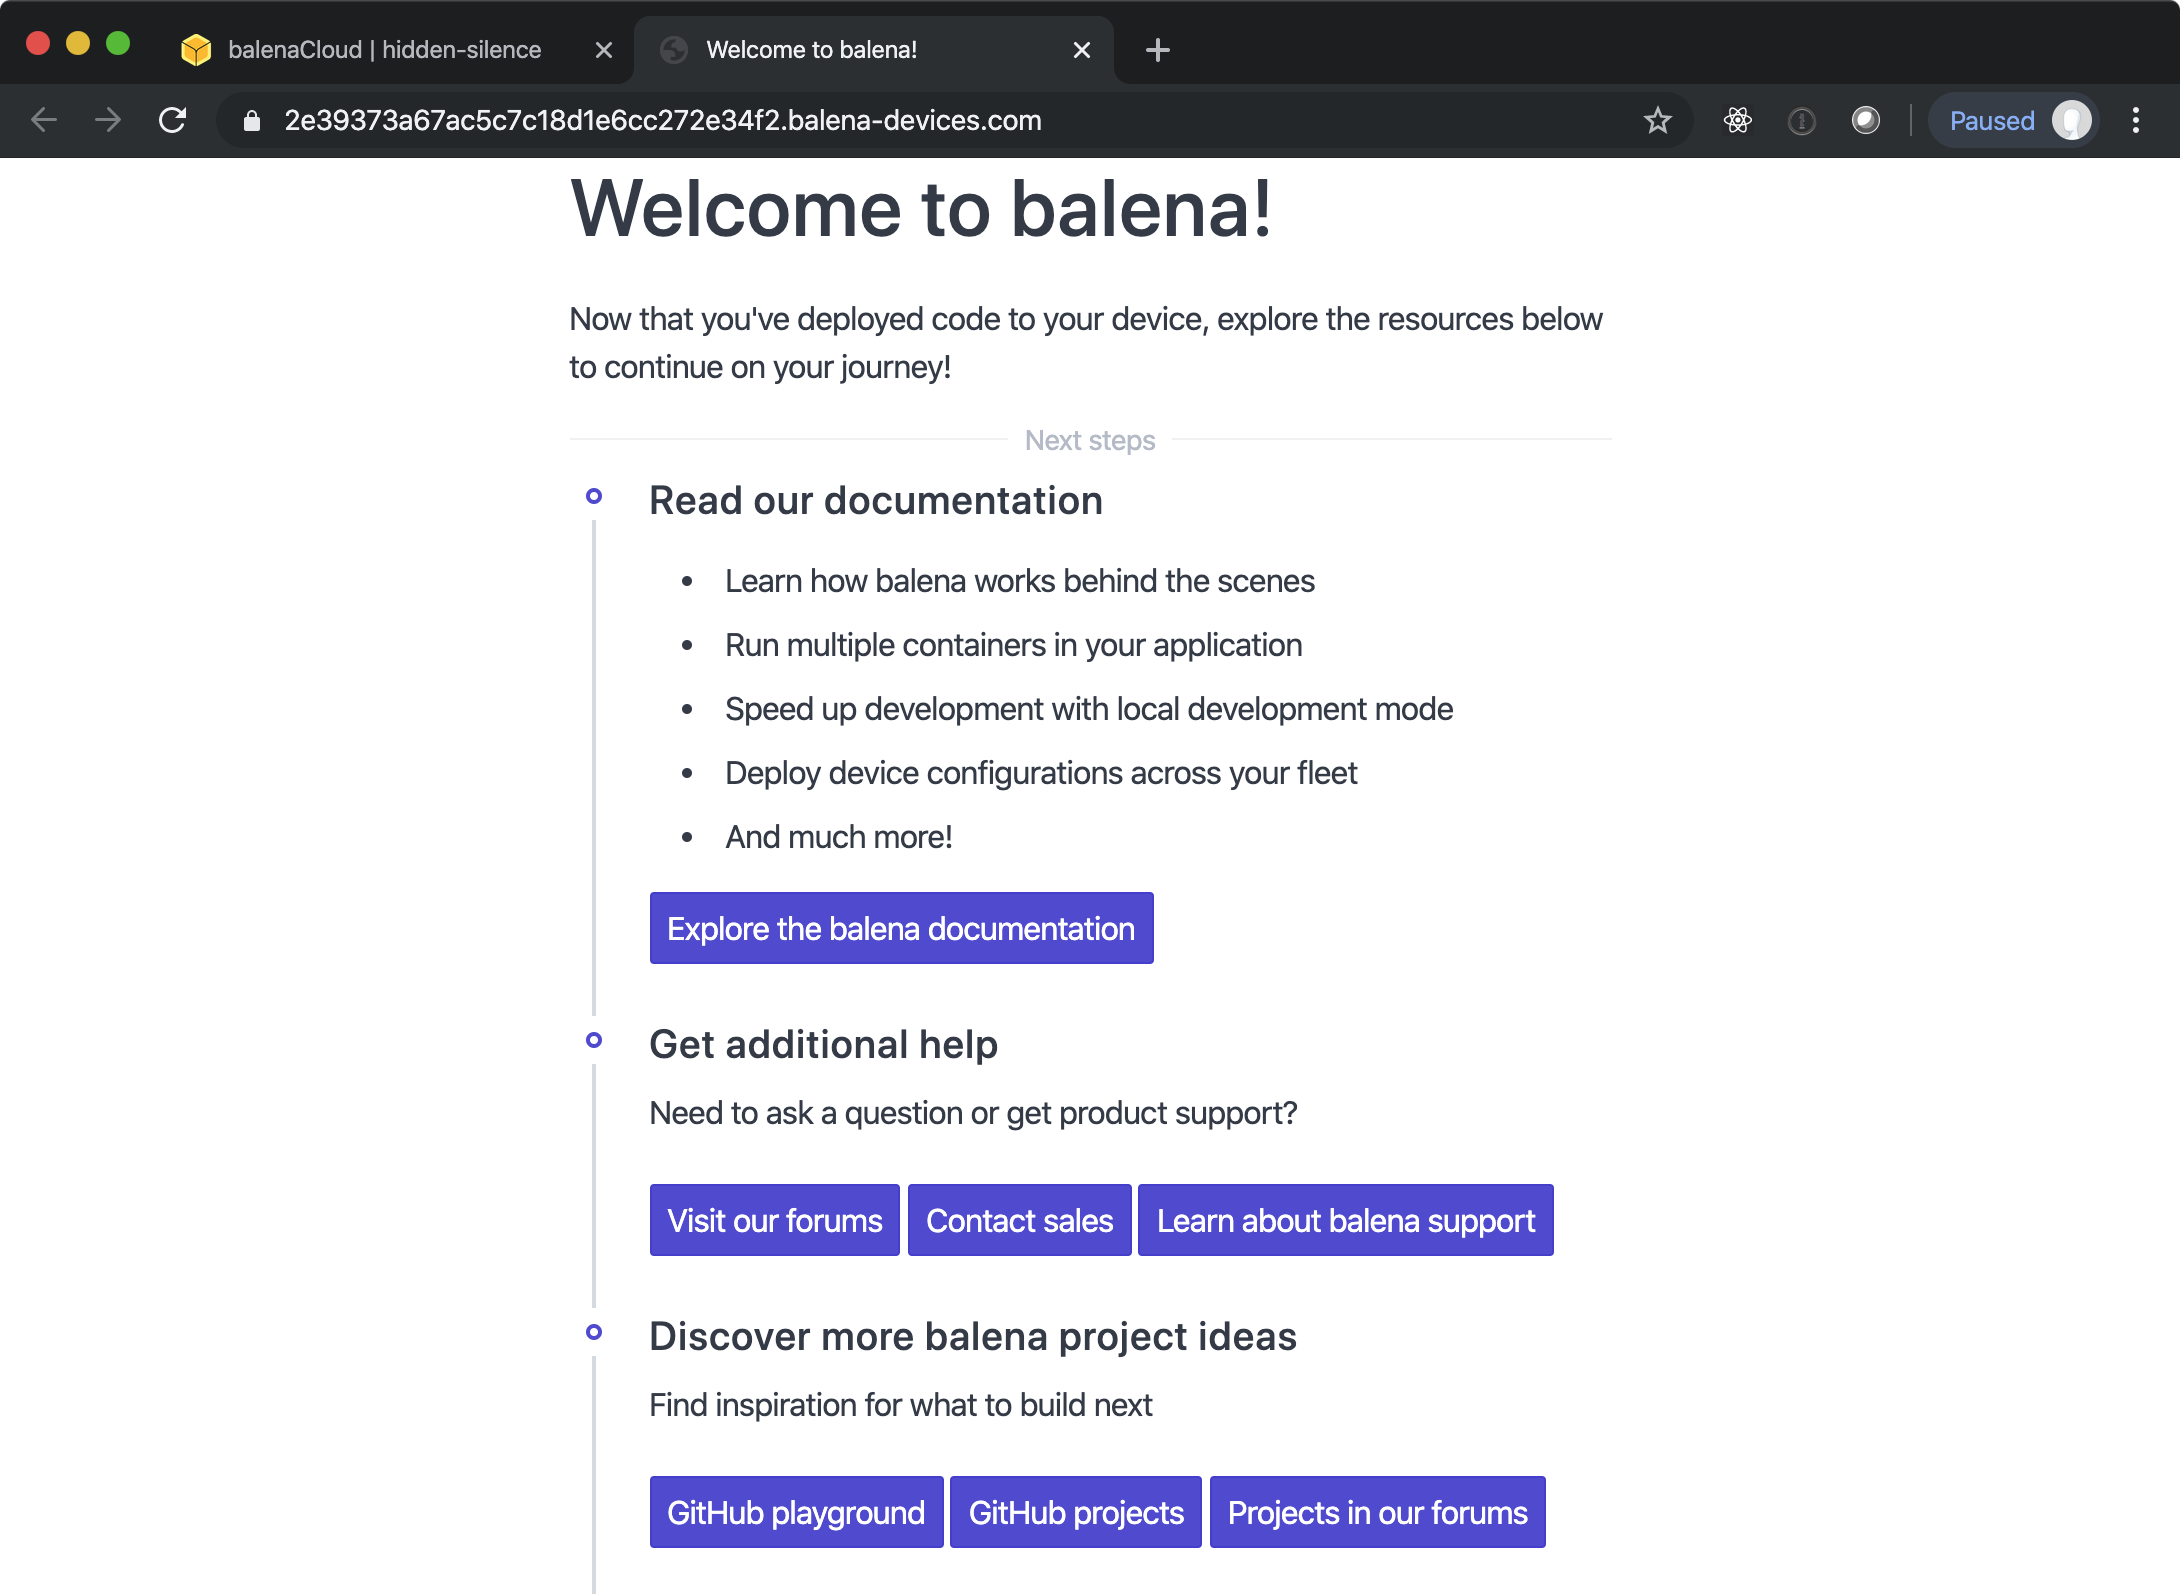 balenaCloud | hidden-silence
Welcome to balena!
2e39373a67ac5c7c18d1e6cc272e34f2.balena-devices.com
Paused
Welcome to balena!
Now that you've deployed code to your device, explore the resources below
to continue on your journey!
Next steps
Read our documentation
• Learn how balena works behind the scenes
• Run multiple containers in your application
• Speed up development with local development mode
• Deploy device configurations across your fleet
• And much more!
Explore the balena documentation
Get additional help
Need to ask a question or get product support?
Visit our forums
Contact sales
Learn about balena support
Discover more balena project ideas
Find inspiration for what to build next
GitHub playground
GitHub projects
Projects in our forums